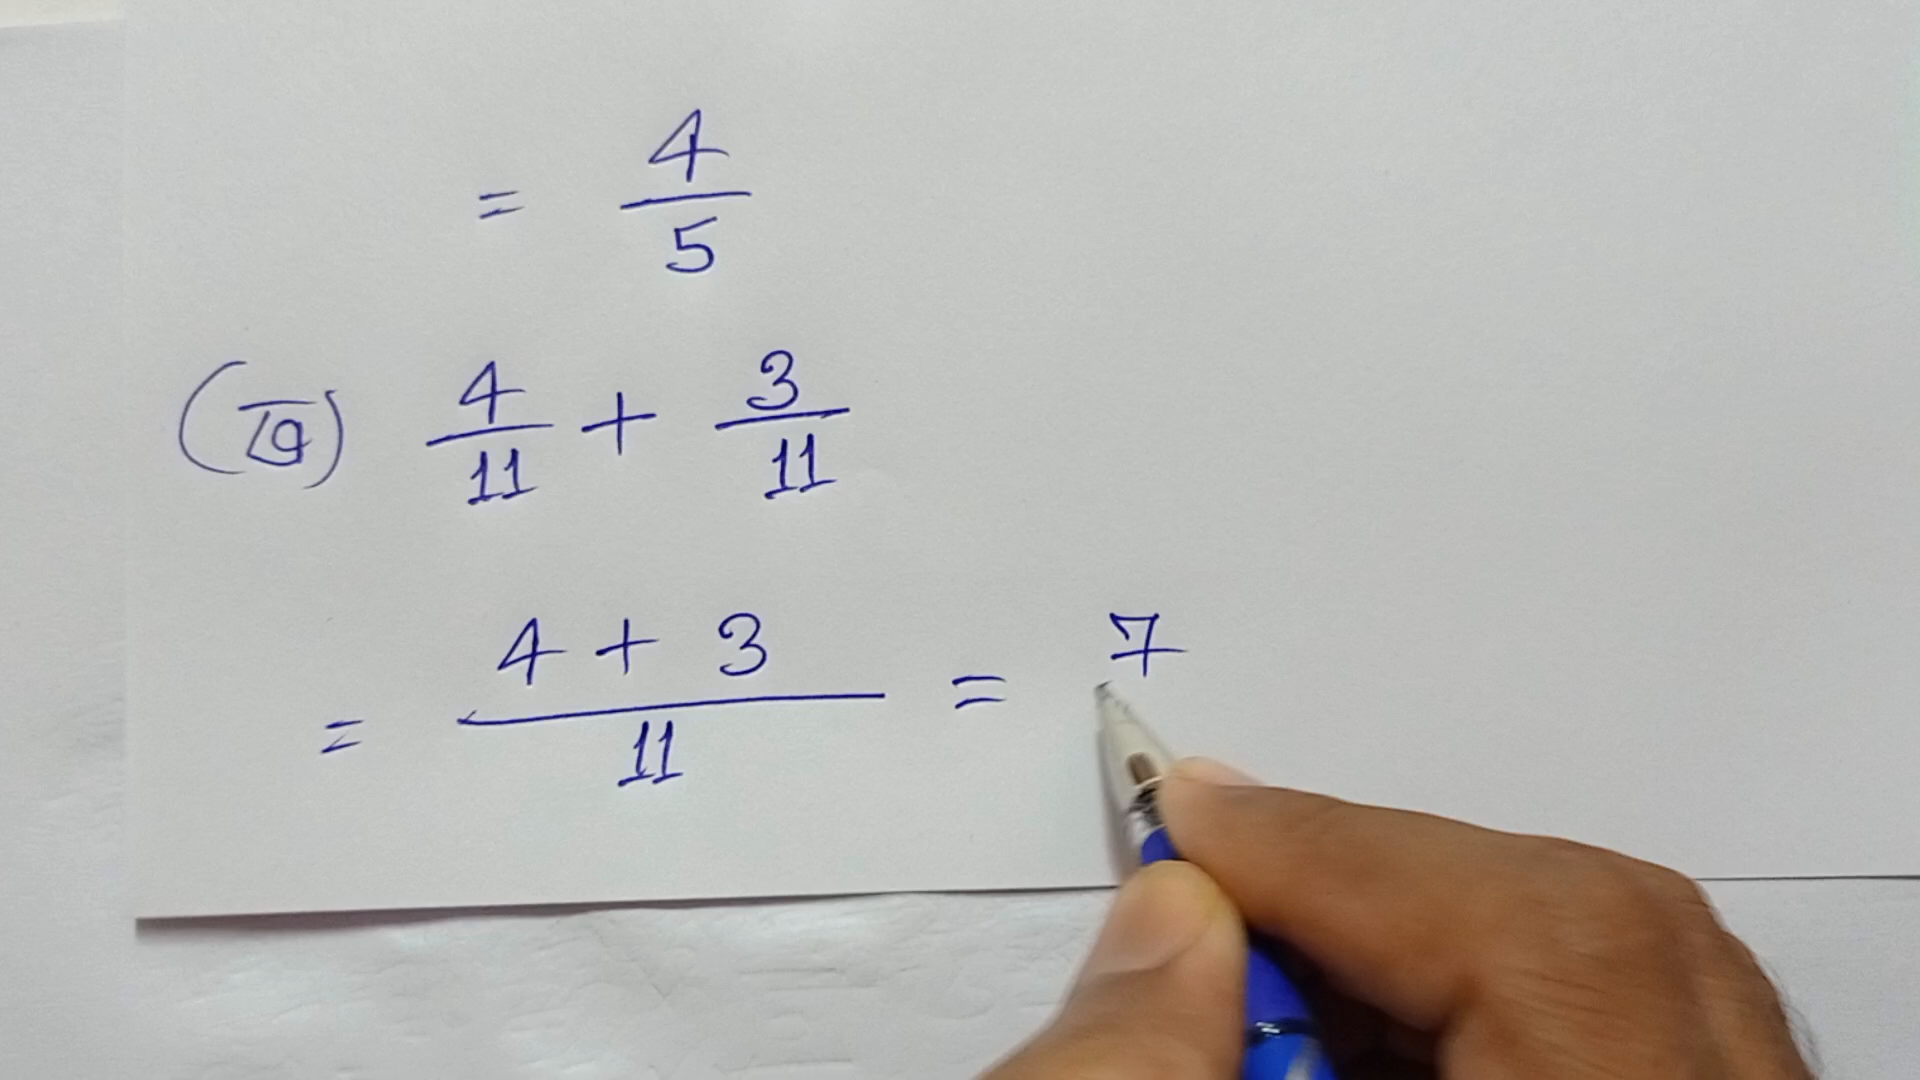 = 4/5
(ঢ) 4/11 + 3/11
= 4 + 3/11 = 7